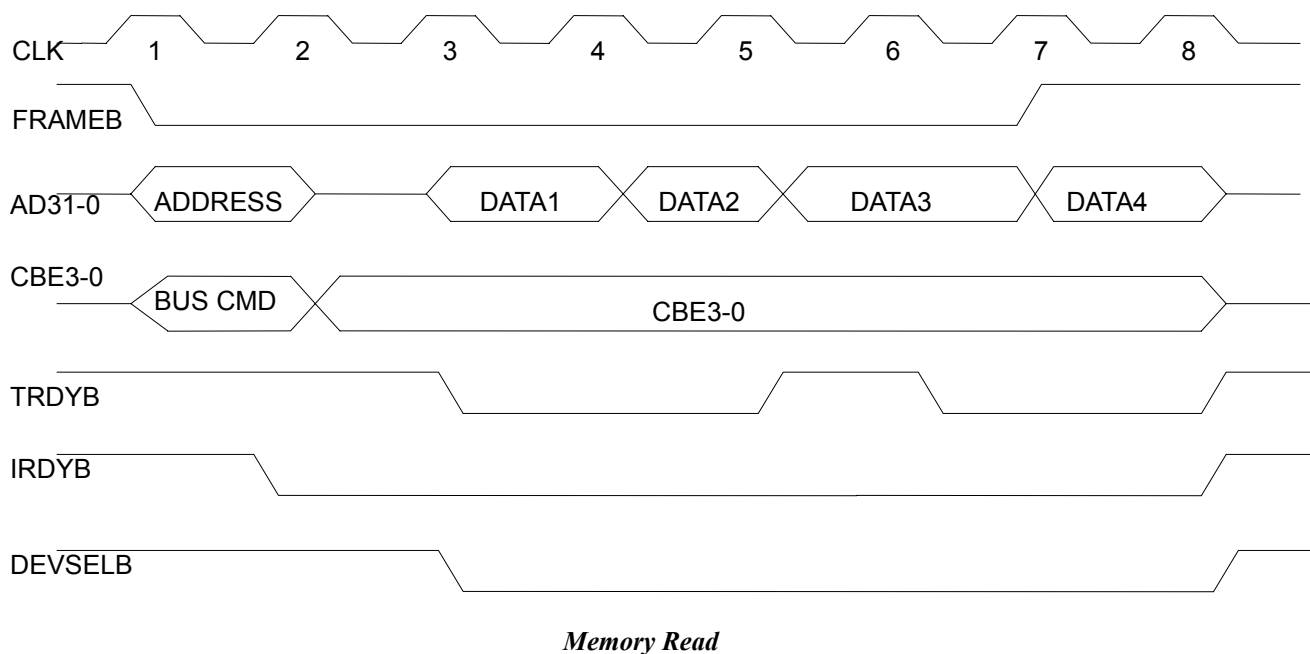 CLK 1 2 3 4 5 6 7 8
FRAMEB
AD31-0 ADDRESS DATA1 DATA2 DATA3 DATA4
CBE3-0 BUS CMD CBE3-0
TRDYB
IRDYB
DEVSELB
Memory Read